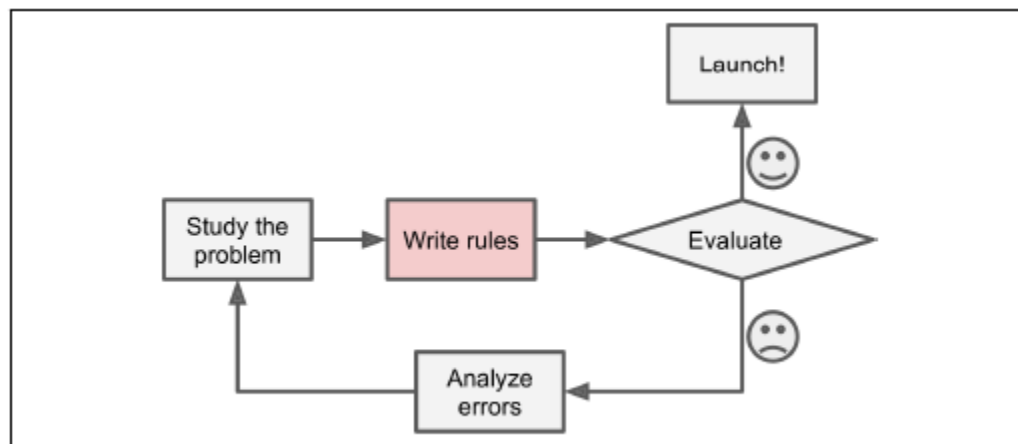 Launch!
Study the
problem
Write rules
Evaluate
Analyze
errors